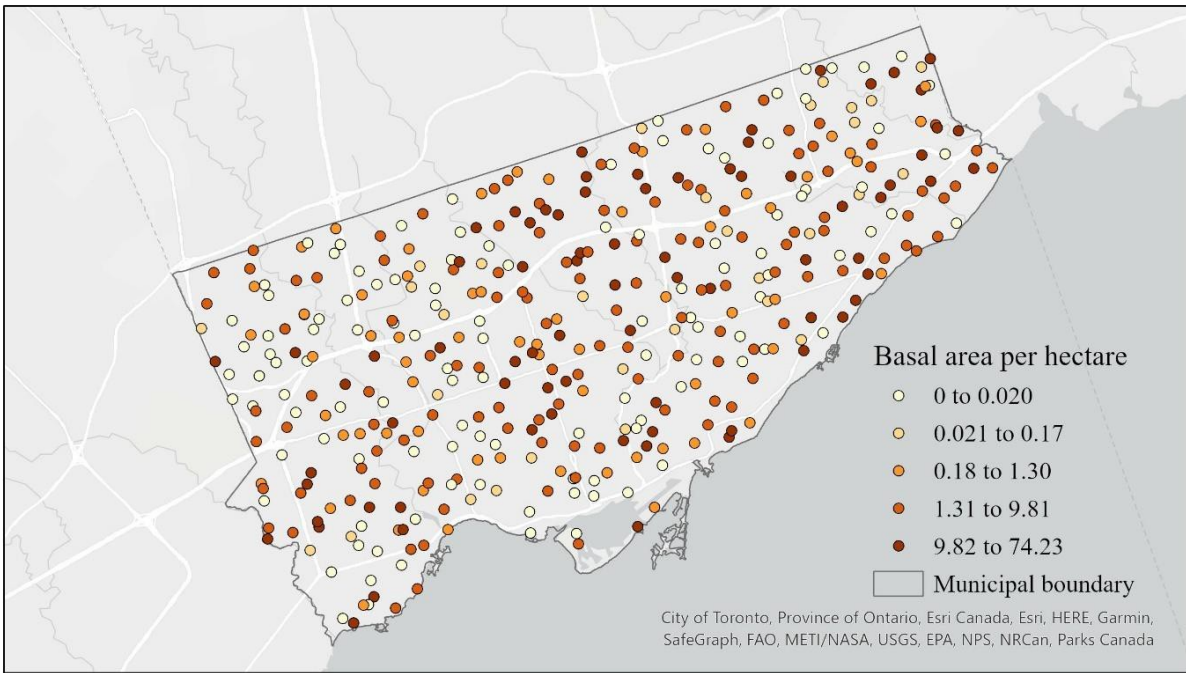 Basal area per hectare
0 to 0.020
0.021 to 0.17
0.18 to 1.30
1.31 to 9.81
9.82 to 74.23
Municipal boundary
City of Toronto, Province of Ontario, Esri Canada, Esri, HERE, Garmin,
SafeGraph, FAO, METI/NASA, USGS, EPA, NPS, NRCan, Parks Canada